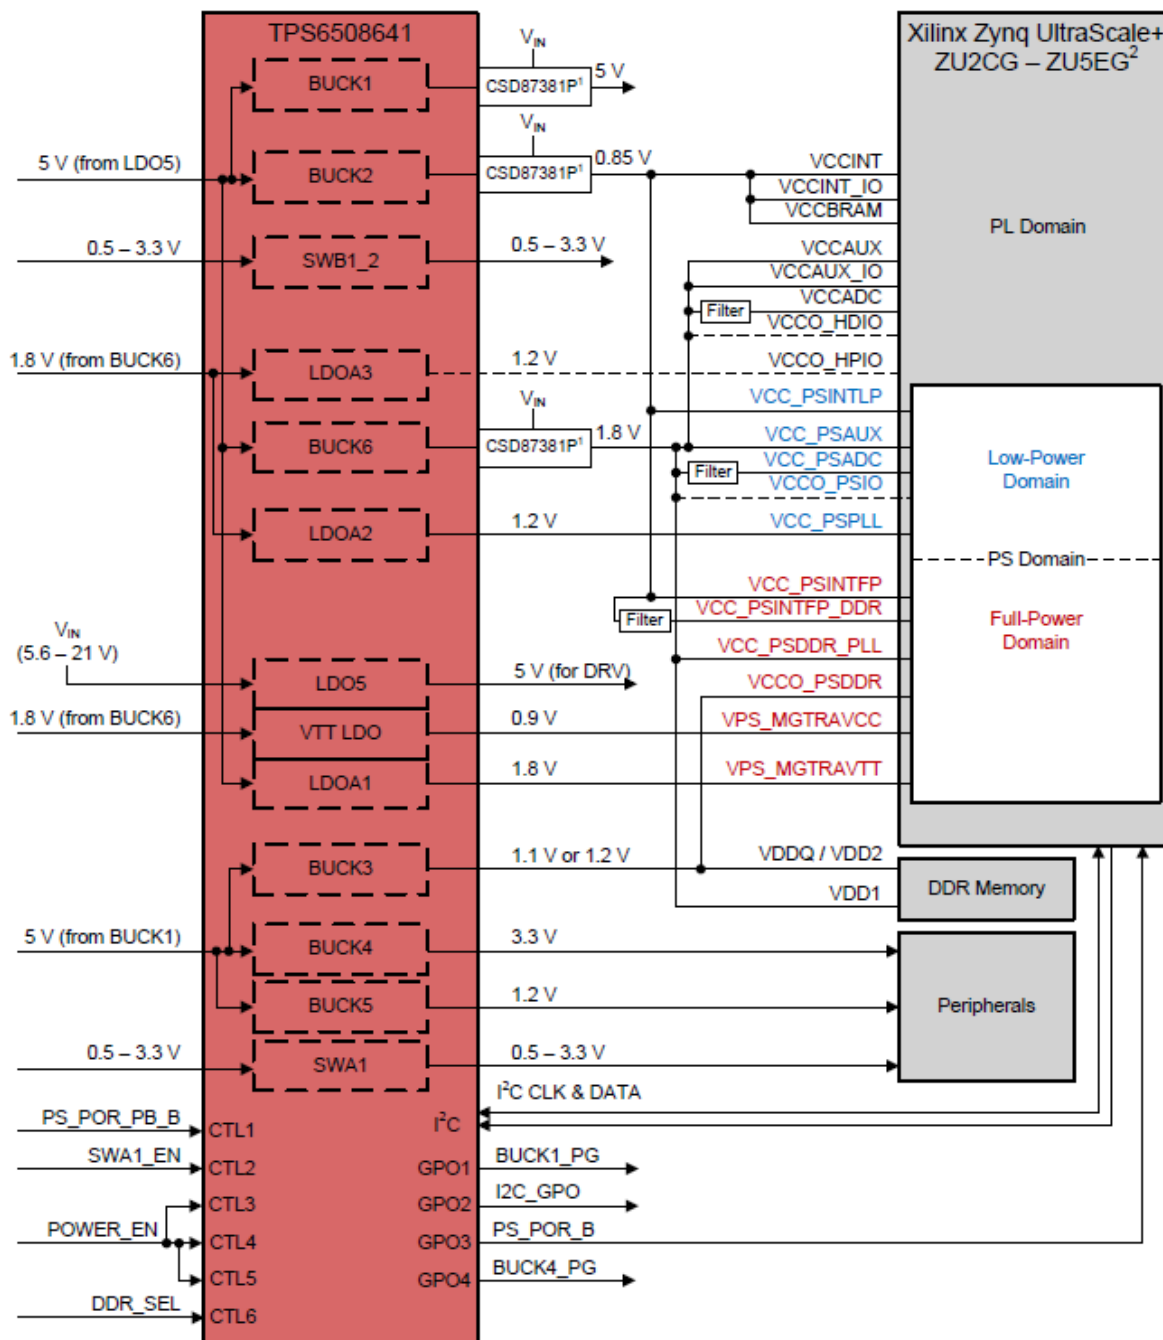 TPS6508641
Xilinx Zynq UltraScale+
ZU2CG – ZU5EG²
VIN
BUCK1
CSD87381P¹
5 V
VIN
5 V (from LDO5)
BUCK2
CSD87381P¹
0.85 V
VCCINT
VCCINT_IO
VCCBRAM
PL Domain
0.5 – 3.3 V
SWB1_2
0.5 – 3.3 V
VCCAUX
VCCAUX_IO
VCCADC
Filter
VCCO_HDIO
1.8 V (from BUCK6)
LDOA3
1.2 V
VCCO_HPIO
VIN
VCC_PSINTLP
BUCK6
CSD87381P¹
1.8 V
VCC_PSAUX
VCC_PSADC
Filter
VCCO_PSIO
Low-Power
Domain
LDOA2
1.2 V
VCC_PSPLL
PS Domain
VCC_PSINTFP
VCC_PSINTFP_DDR
Filter
Full-Power
Domain
VIN
(5.6 – 21 V)
VCC_PSDDR_PLL
LDO5
5 V (for DRV)
VCCO_PSDDR
1.8 V (from BUCK6)
VTT LDO
0.9 V
VPS_MGTRAVCC
LDOA1
1.8 V
VPS_MGTRAVTT
BUCK3
1.1 V or 1.2 V
VDDQ / VDD2
VDD1
DDR Memory
5 V (from BUCK1)
BUCK4
3.3 V
BUCK5
1.2 V
Peripherals
0.5 – 3.3 V
SWA1
0.5 – 3.3 V
I²C CLK & DATA
PS_POR_PB_B
CTL1
I²C
SWA1_EN
CTL2
GPO1
BUCK1_PG
CTL3
GPO2
I2C_GPO
POWER_EN
CTL4
GPO3
PS_POR_B
CTL5
GPO4
BUCK4_PG
DDR_SEL
CTL6